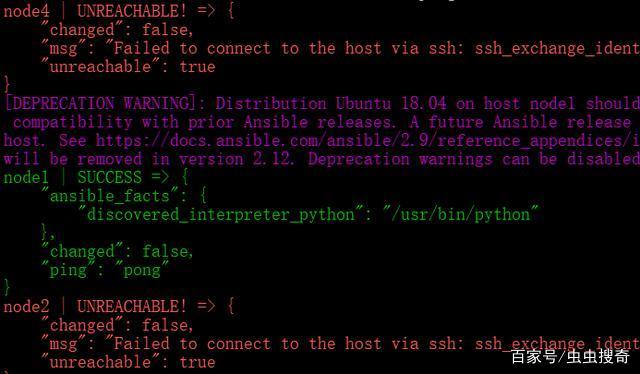 node4 | UNREACHABLE! => {
    "changed": false,
    "msg": "Failed to connect to the host via ssh: ssh_exchange_ident
    "unreachable": true
}
[DEPRECATION WARNING]: Distribution Ubuntu 18.04 on host node1 should
 compatibility with prior Ansible releases. A future Ansible release
host. See https://docs.ansible.com/ansible/2.9/reference_appendices/i
will be removed in version 2.12. Deprecation warnings can be disabled
node1 | SUCCESS => {
    "ansible_facts": {
        "discovered_interpreter_python": "/usr/bin/python"
    },
    "changed": false,
    "ping": "pong"
}
node2 | UNREACHABLE! => {
    "changed": false,
    "msg": "Failed to connect to the host via ssh: ssh_exchange_ident
    "unreachable": true
百家号/虫虫搜奇